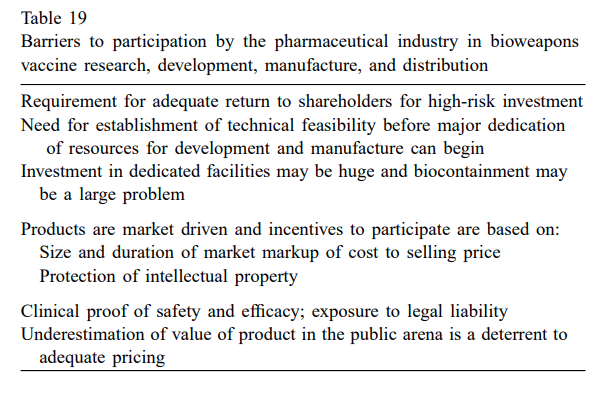 Table 19
Barriers to participation by the pharmaceutical industry in bioweapons
vaccine research, development, manufacture, and distribution
Requirement for adequate return to shareholders for high-risk investment
Need for establishment of technical feasibility before major dedication
of resources for development and manufacture can begin
Investment in dedicated facilities may be huge and biocontainment may
be a large problem
Products are market driven and incentives to participate are based on:
Size and duration of market markup of cost to selling price
Protection of intellectual property
Clinical proof of safety and efficacy; exposure to legal liability
Underestimation of value of product in the public arena is a deterrent to
adequate pricing